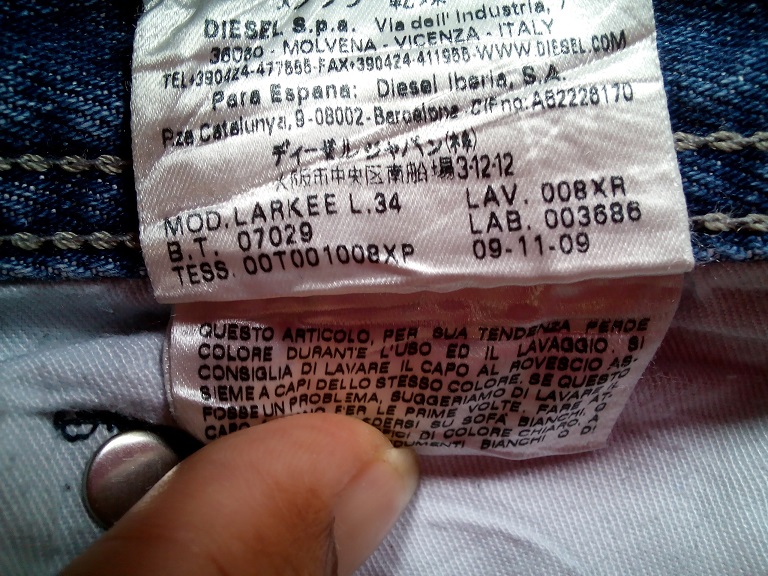 DIESEL S.p.a. Via dell' Industria, 7
36060 - MOLVENA - VICENZA - ITALY
TEL+390424-477555-FAX+390424-411955-WWW.DIESEL.COM
Para Espana: Diesel Iberia, S.A.
Pza Catalunya, 9-08002-Barcelona Cif no: A62226170
ディーゼルジャパン(株)
大阪市中央区南船場3-12-12
MOD.LARKEE L.34
LAV. 008XR
B.T. 07029
LAB. 003686
TESS. 00T001008XP
09-11-09
QUESTO ARTICOLO, PER SUA TENDENZA PERDE
COLORE DURANTE L'USO ED IL LAVAGGIO. SI
CONSIGLIA DI LAVARE IL CAPO AL ROVESCIO AS-
SIEME A CAPI DELLO STESSO COLORE. SE QUESTO
FOSSE UN PROBLEMA, SUGGERIAMO DI LAVARE
CAPO PER LE PRIME VOLTE. FARE AT-
SU SOFA' BIANCHI, O
DI COLORE CHIARO,
BIANCHI O DI